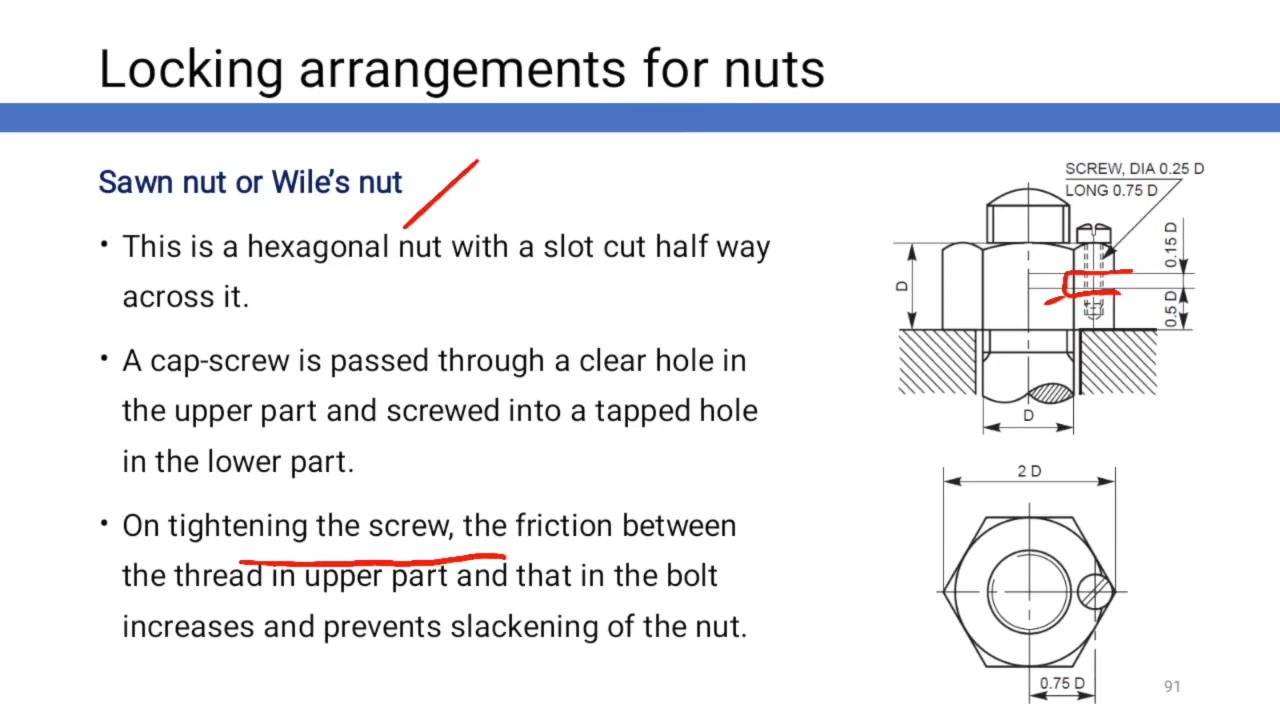 Locking arrangements for nuts
Sawn nut or Wile’s nut
• This is a hexagonal nut with a slot cut half way
across it.
• A cap-screw is passed through a clear hole in
the upper part and screwed into a tapped hole
in the lower part.
• On tightening the screw, the friction between
the thread in upper part and that in the bolt
increases and prevents slackening of the nut.
SCREW, DIA 0.25 D
LONG 0.75 D
0.15 D
D
0.5 D
D
2 D
0.75 D
91